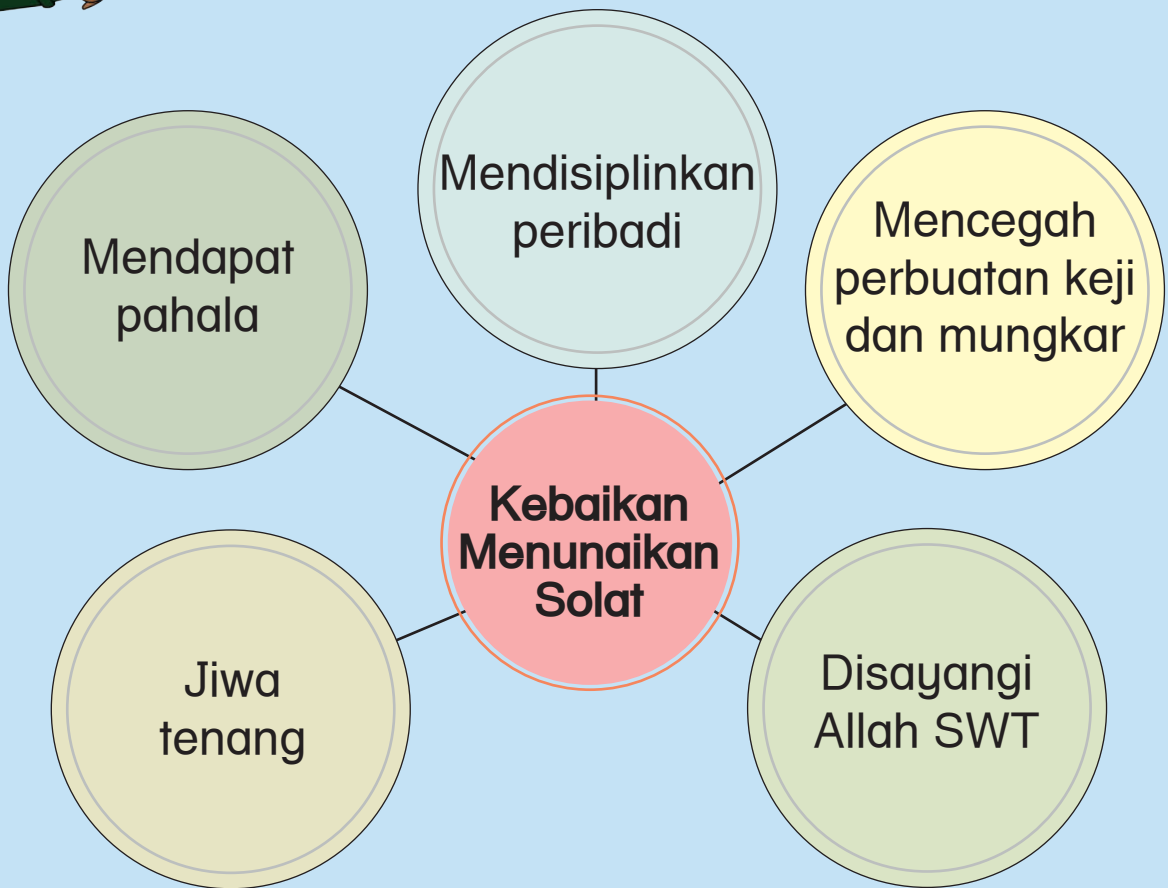 Mendisiplinkan
peribadi
Mendapat
pahala
Mencegah
perbuatan keji
dan mungkar
Kebaikan
Menunaikan
Solat
Jiwa
tenang
Disayangi
Allah SWT